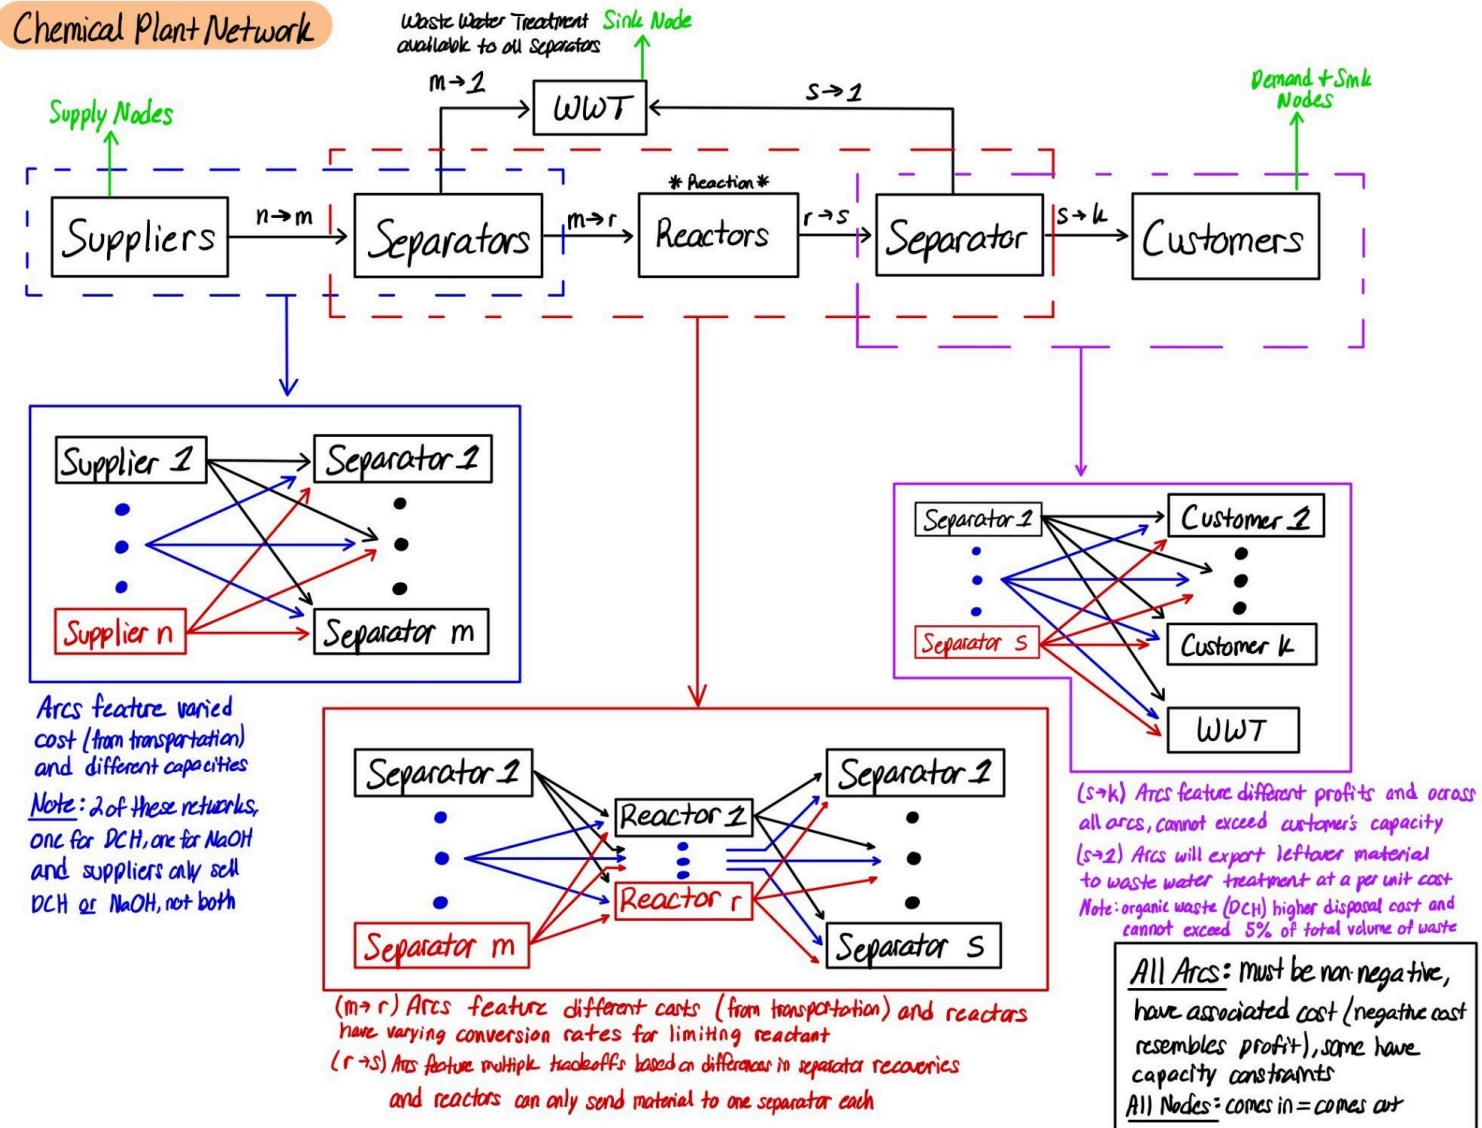 Chemical Plant Network
Waste Water Treatment
available to all separators
Sink Node
m→1
WWT
s→1
Demand + Sink
Nodes
Supply Nodes
* Reaction *
Suppliers
n→m
Separators
m→r
Reactors
r→s
Separator
s→k
Customers
Supplier 1
Separator 1
Supplier n
Separator m
Arcs feature varied
cost (from transportation)
and different capacities
Note: 2 of these networks,
one for DCH, one for NaOH
and suppliers only sell
DCH or NaOH, not both
Separator 1
Reactor 1
Separator 1
Reactor r
Separator m
Separator S
(m→r) Arcs feature different costs (from transportation) and reactors
have varying conversion rates for limiting reactant
(r→s) Arcs feature multiple tradeoffs based on differences in separator recoveries
and reactors can only send material to one separator each
Separator 1
Customer 1
Separator s
Customer k
WWT
(s→k) Arcs feature different profits and across
all arcs, cannot exceed customer's capacity
(s→1) Arcs will export leftover material
to waste water treatment at a per unit cost
Note: organic waste (DCH) higher disposal cost and
cannot exceed 5% of total volume of waste
All Arcs: must be non-negative,
have associated cost (negative cost
resembles profit), some have
capacity constraints
All Nodes: comes in = comes out